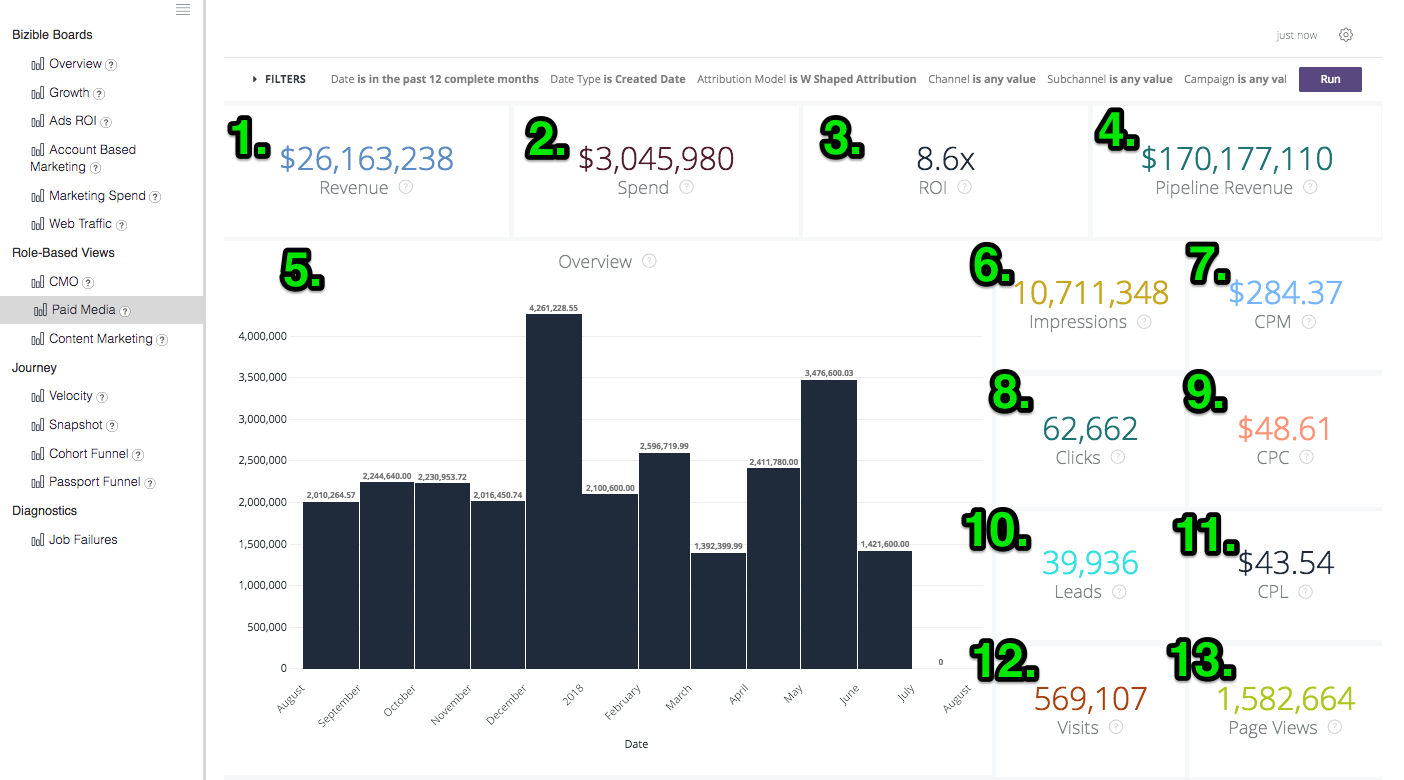 Bizible Boards
Overview ?
Growth ?
Ads ROI ?
Account Based
Marketing ?
Marketing Spend ?
Web Traffic ?
Role-Based Views
CMO ?
Paid Media ?
Content Marketing ?
Journey
Velocity ?
Snapshot ?
Cohort Funnel ?
Passport Funnel ?
Diagnostics
Job Failures
just now
FILTERS Date is in the past 12 complete months Date Type is Created Date Attribution Model is W Shaped Attribution Channel is any value Subchannel is any value Campaign is any val Run
1.
$26,163,238
Revenue ?
2.
$3,045,980
Spend ?
3.
8.6x
ROI ?
4.
$170,177,110
Pipeline Revenue ?
5.
Overview ?
4,000,000
3,500,000
3,000,000
2,500,000
2,000,000
1,500,000
1,000,000
500,000
0
2,010,264.57
2,244,640.00
2,230,953.72
2,016,450.74
4,261,228.55
2,100,600.00
2,596,719.99
1,392,399.99
2,411,780.00
3,476,600.03
1,421,600.00
0
August
September
October
November
December
2018
February
March
April
May
June
July
August
Date
6.
10,711,348
Impressions ?
7.
$284.37
CPM ?
8.
62,662
Clicks ?
9.
$48.61
CPC ?
10.
39,936
Leads ?
11.
$43.54
CPL ?
12.
569,107
Visits ?
13.
1,582,664
Page Views ?